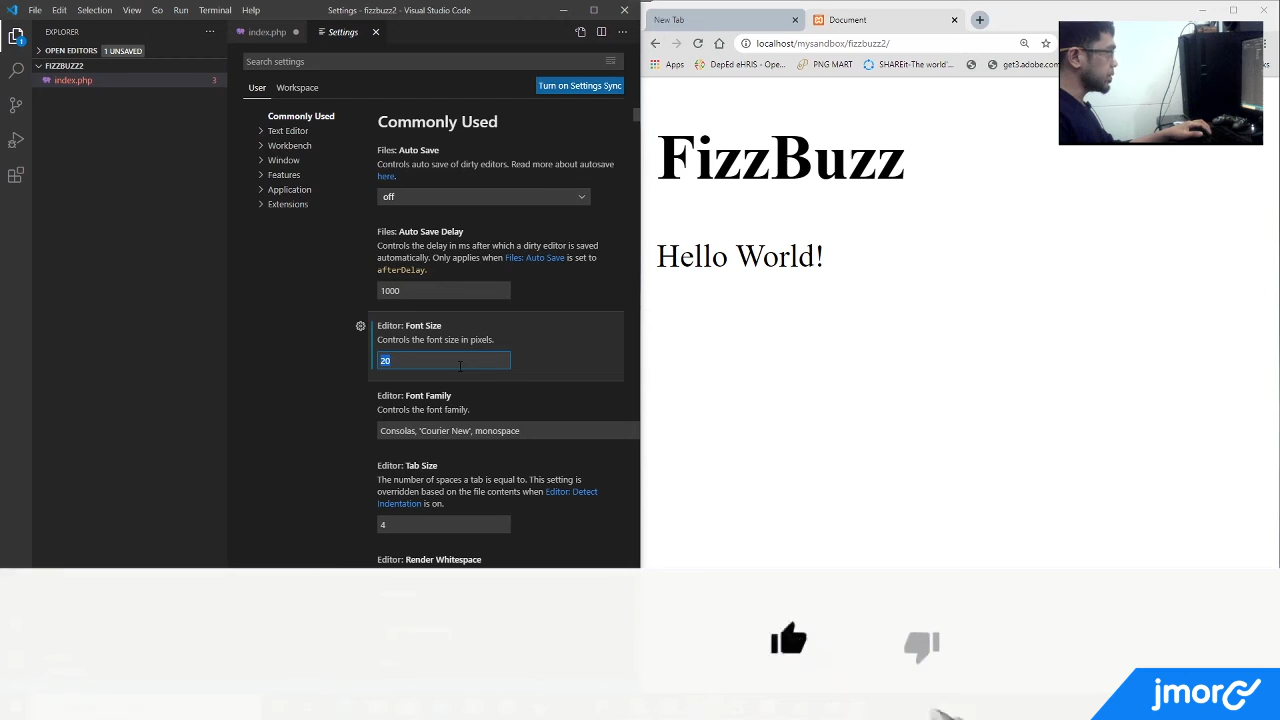 File Edit Selection View Go Run Terminal Help
Settings - fizzbuzz2 - Visual Studio Code
EXPLORER
OPEN EDITORS 1 UNSAVED
FIZZBUZZ2
index.php 3
1
index.php
Settings
Search settings
Turn on Settings Sync
User Workspace
Commonly Used
Text Editor
Workbench
Window
Features
Application
Extensions
Commonly Used
Files: Auto Save
Controls auto save of dirty editors. Read more about autosave
here.
off
Files: Auto Save Delay
Controls the delay in ms after which a dirty editor is saved
automatically. Only applies when Files: Auto Save is set to
afterDelay.
1000
Editor: Font Size
Controls the font size in pixels.
20
Editor: Font Family
Controls the font family.
Consolas, 'Courier New', monospace
Editor: Tab Size
The number of spaces a tab is equal to. This setting is
overridden based on the file contents when Editor: Detect
Indentation is on.
4
Editor: Render Whitespace
New Tab
Document
localhost/mysandbox/fizzbuzz2/
Apps
DepEd eHRIS - Ope...
PNG MART
SHAREit-The world'...
get3.adobe.com
FizzBuzz
Hello World!
jmorc